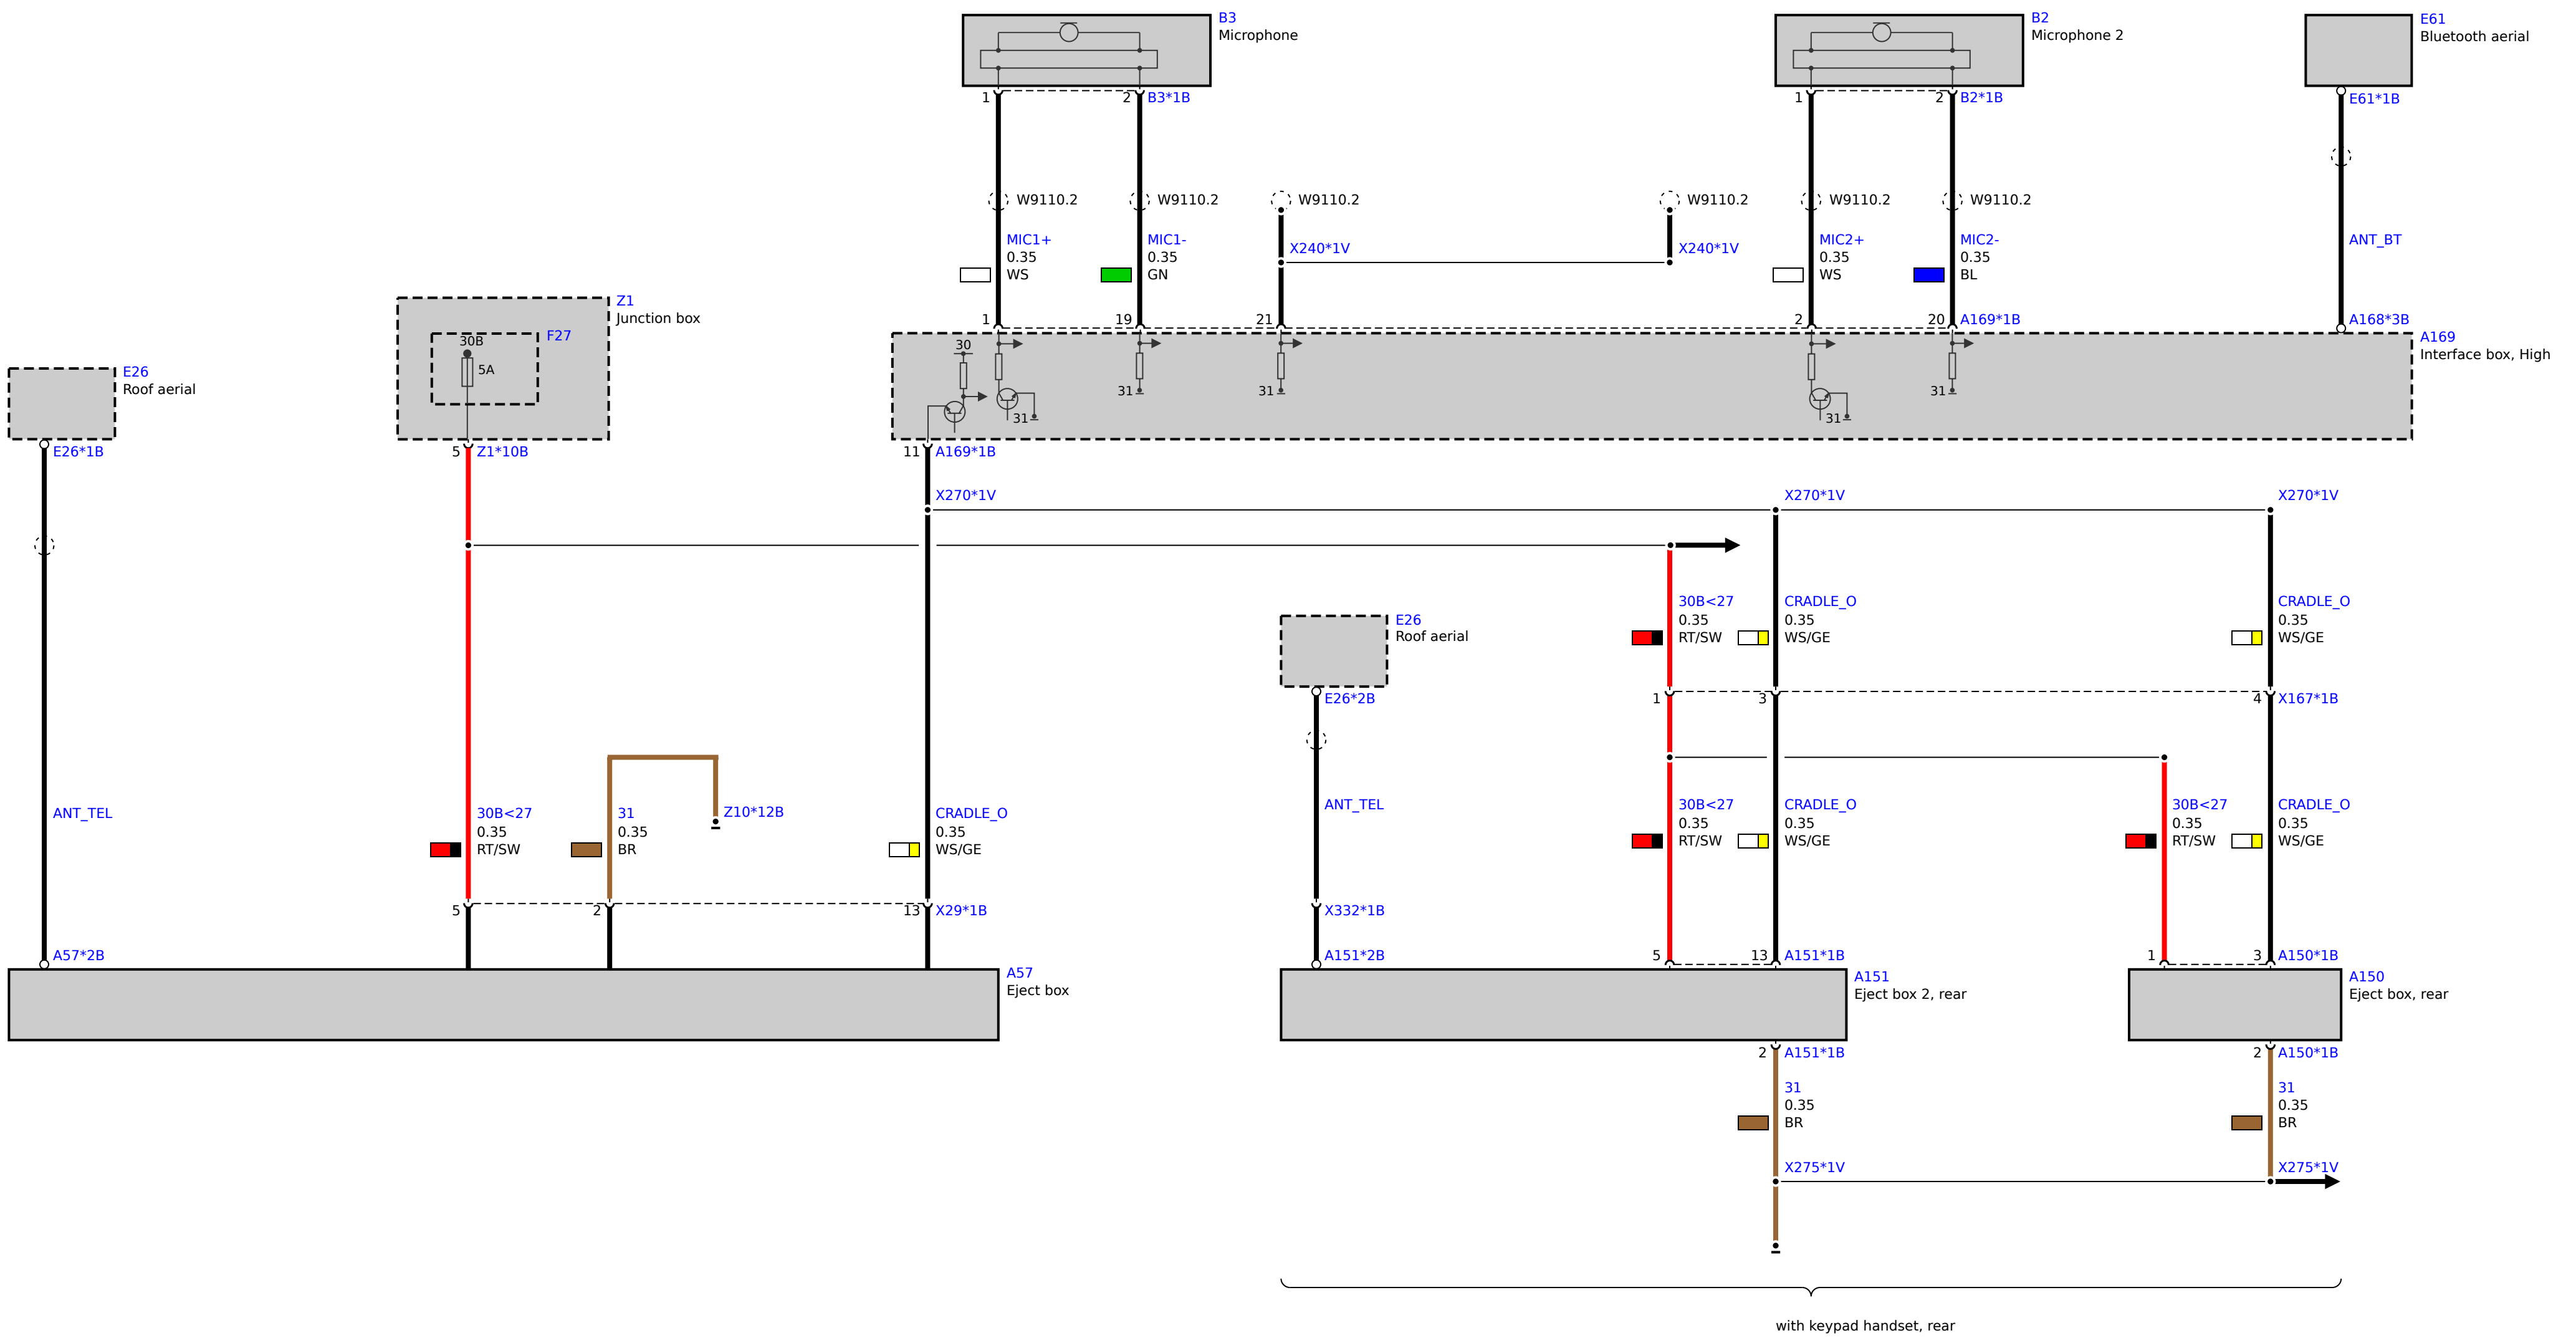 B3
Microphone
B2
Microphone 2
E61
Bluetooth aerial
1
2
B3*1B
1
2
B2*1B
E61*1B
W9110.2
W9110.2
W9110.2
W9110.2
W9110.2
W9110.2
MIC1+
0.35
WS
MIC1-
0.35
GN
X240*1V
X240*1V
MIC2+
0.35
WS
MIC2-
0.35
BL
ANT_BT
Z1
Junction box
1
19
21
2
20
A169*1B
A168*3B
F27
30B
5A
A169
Interface box, High
30
31
31
31
31
31
E26
Roof aerial
E26*1B
5
Z1*10B
11
A169*1B
X270*1V
X270*1V
X270*1V
E26
Roof aerial
30B<27
0.35
RT/SW
CRADLE_O
0.35
WS/GE
CRADLE_O
0.35
WS/GE
E26*2B
1
3
4
X167*1B
ANT_TEL
30B<27
0.35
RT/SW
31
0.35
BR
Z10*12B
CRADLE_O
0.35
WS/GE
ANT_TEL
30B<27
0.35
RT/SW
CRADLE_O
0.35
WS/GE
30B<27
0.35
RT/SW
CRADLE_O
0.35
WS/GE
5
2
13
X29*1B
X332*1B
A57*2B
A151*2B
5
13
A151*1B
1
3
A150*1B
A57
Eject box
A151
Eject box 2, rear
A150
Eject box, rear
2
A151*1B
2
A150*1B
31
0.35
BR
31
0.35
BR
X275*1V
X275*1V
with keypad handset, rear